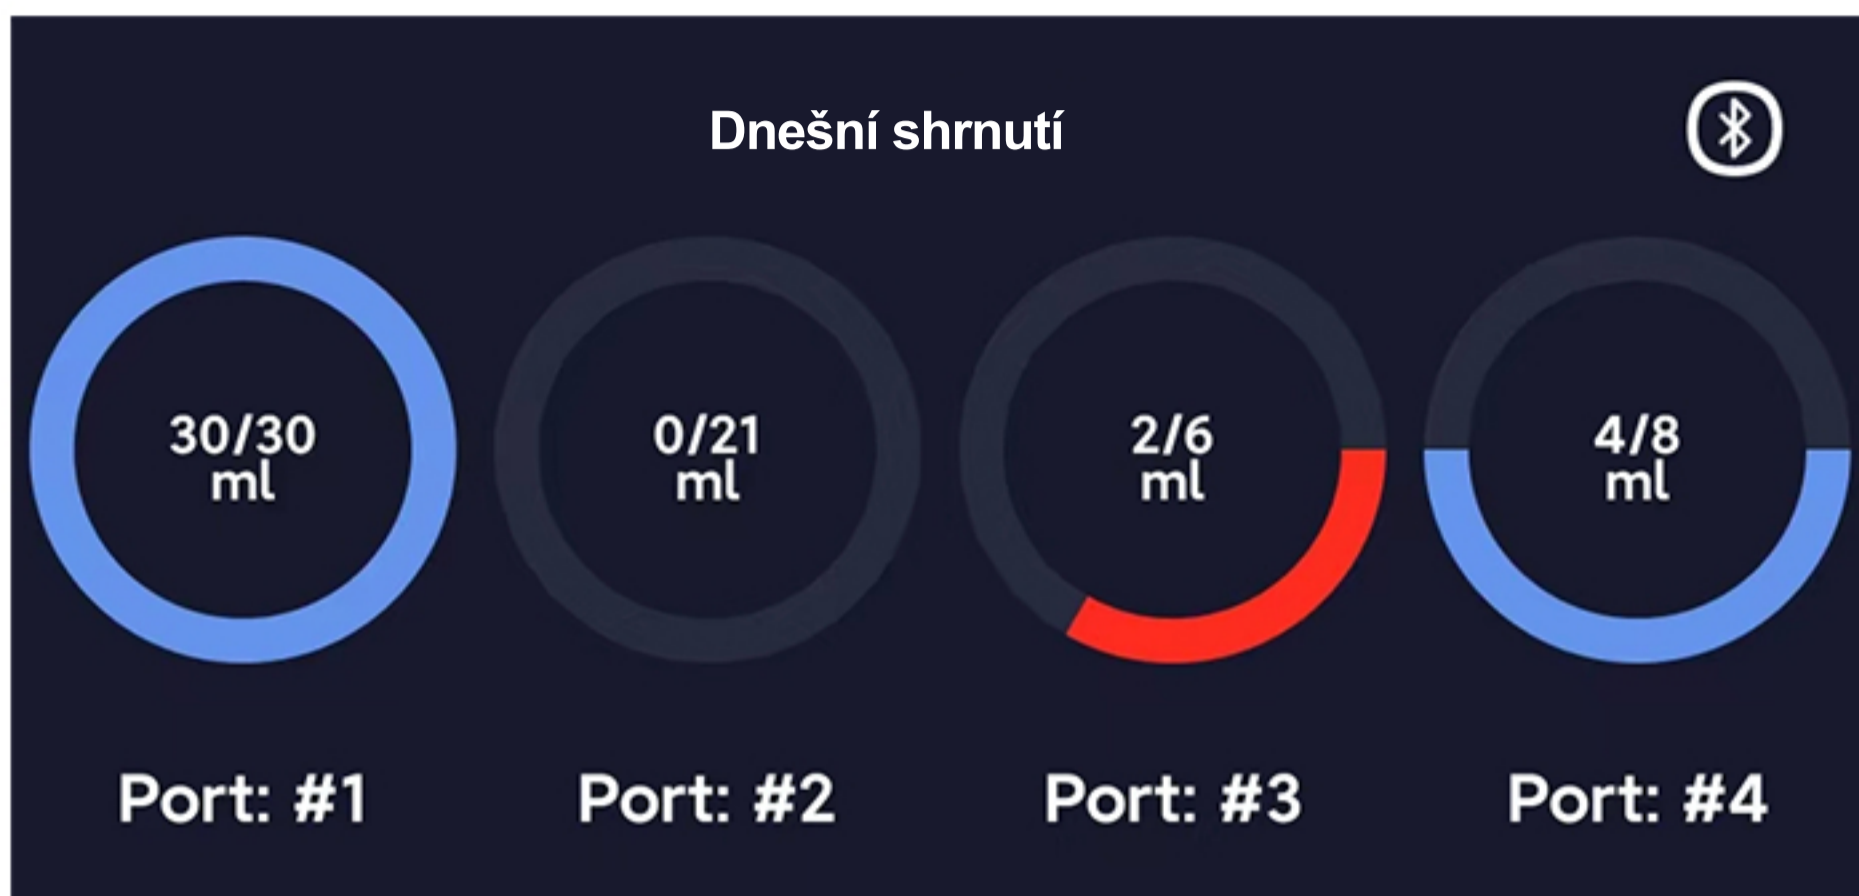 Dnešní shrnutí
30/30
ml
0/21
ml
2/6
ml
4/8
ml
Port: #1
Port: #2
Port: #3
Port: #4